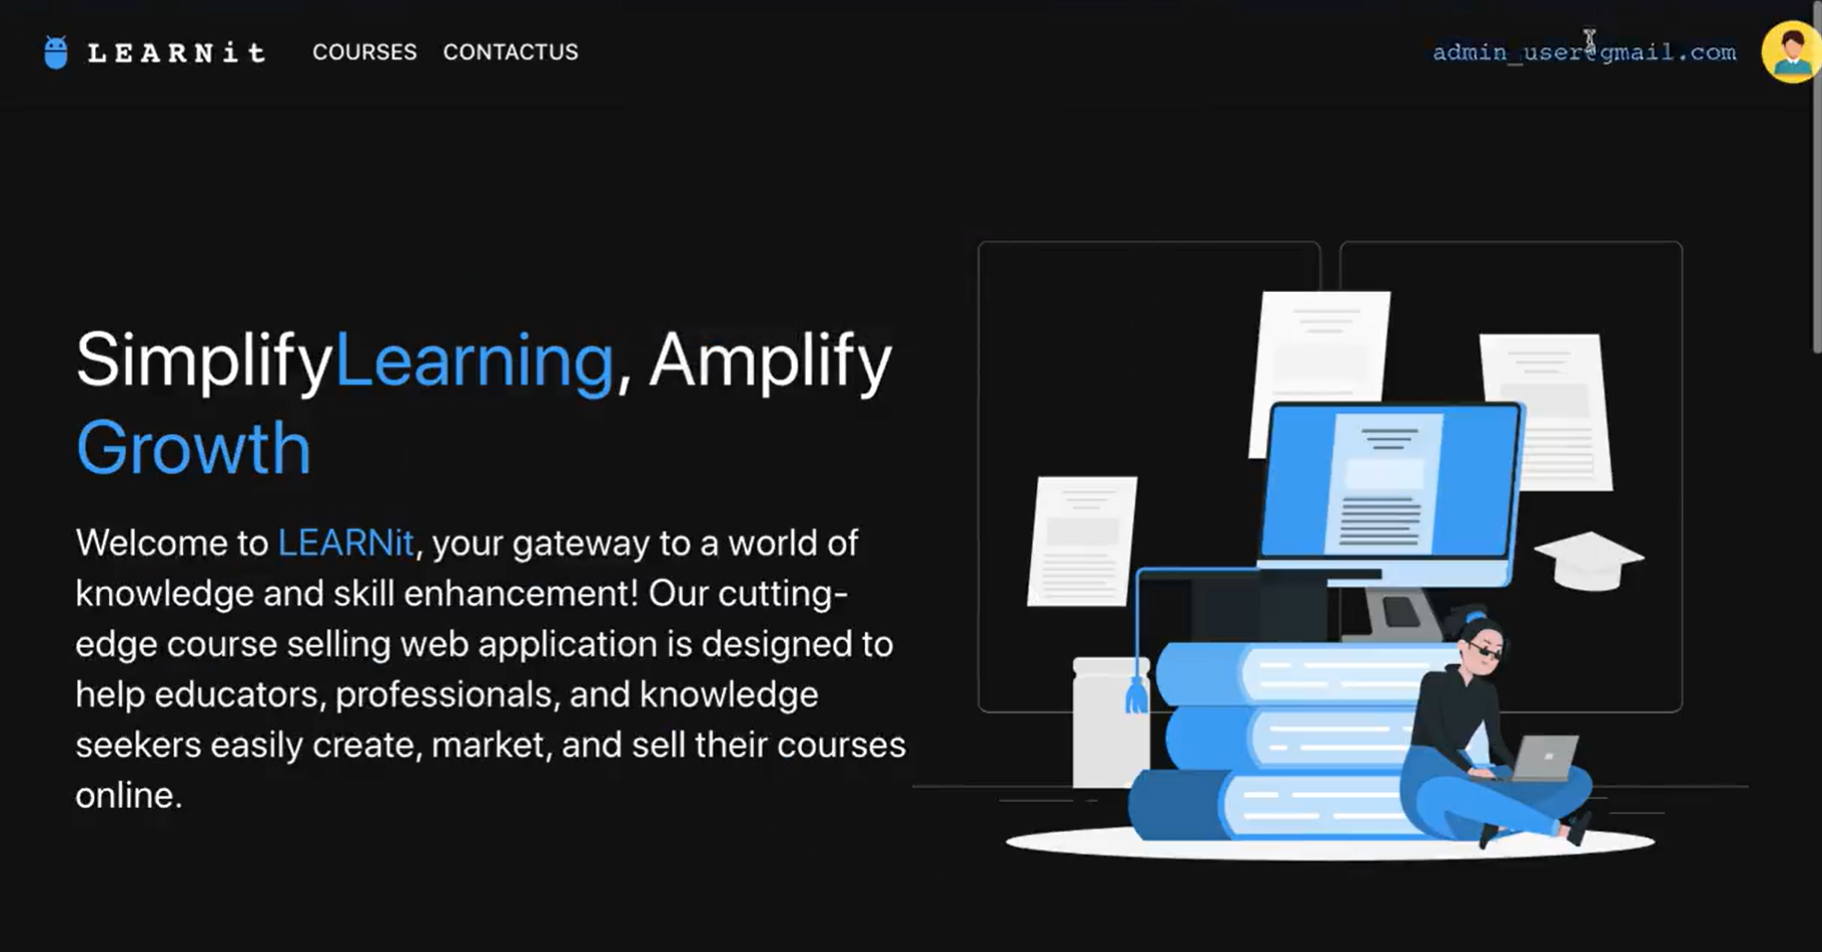 LEARNit COURSES CONTACTUS admin_user@gmail.com
SimplifyLearning, Amplify
Growth
Welcome to LEARNit, your gateway to a world of
knowledge and skill enhancement! Our cutting-
edge course selling web application is designed to
help educators, professionals, and knowledge
seekers easily create, market, and sell their courses
online.